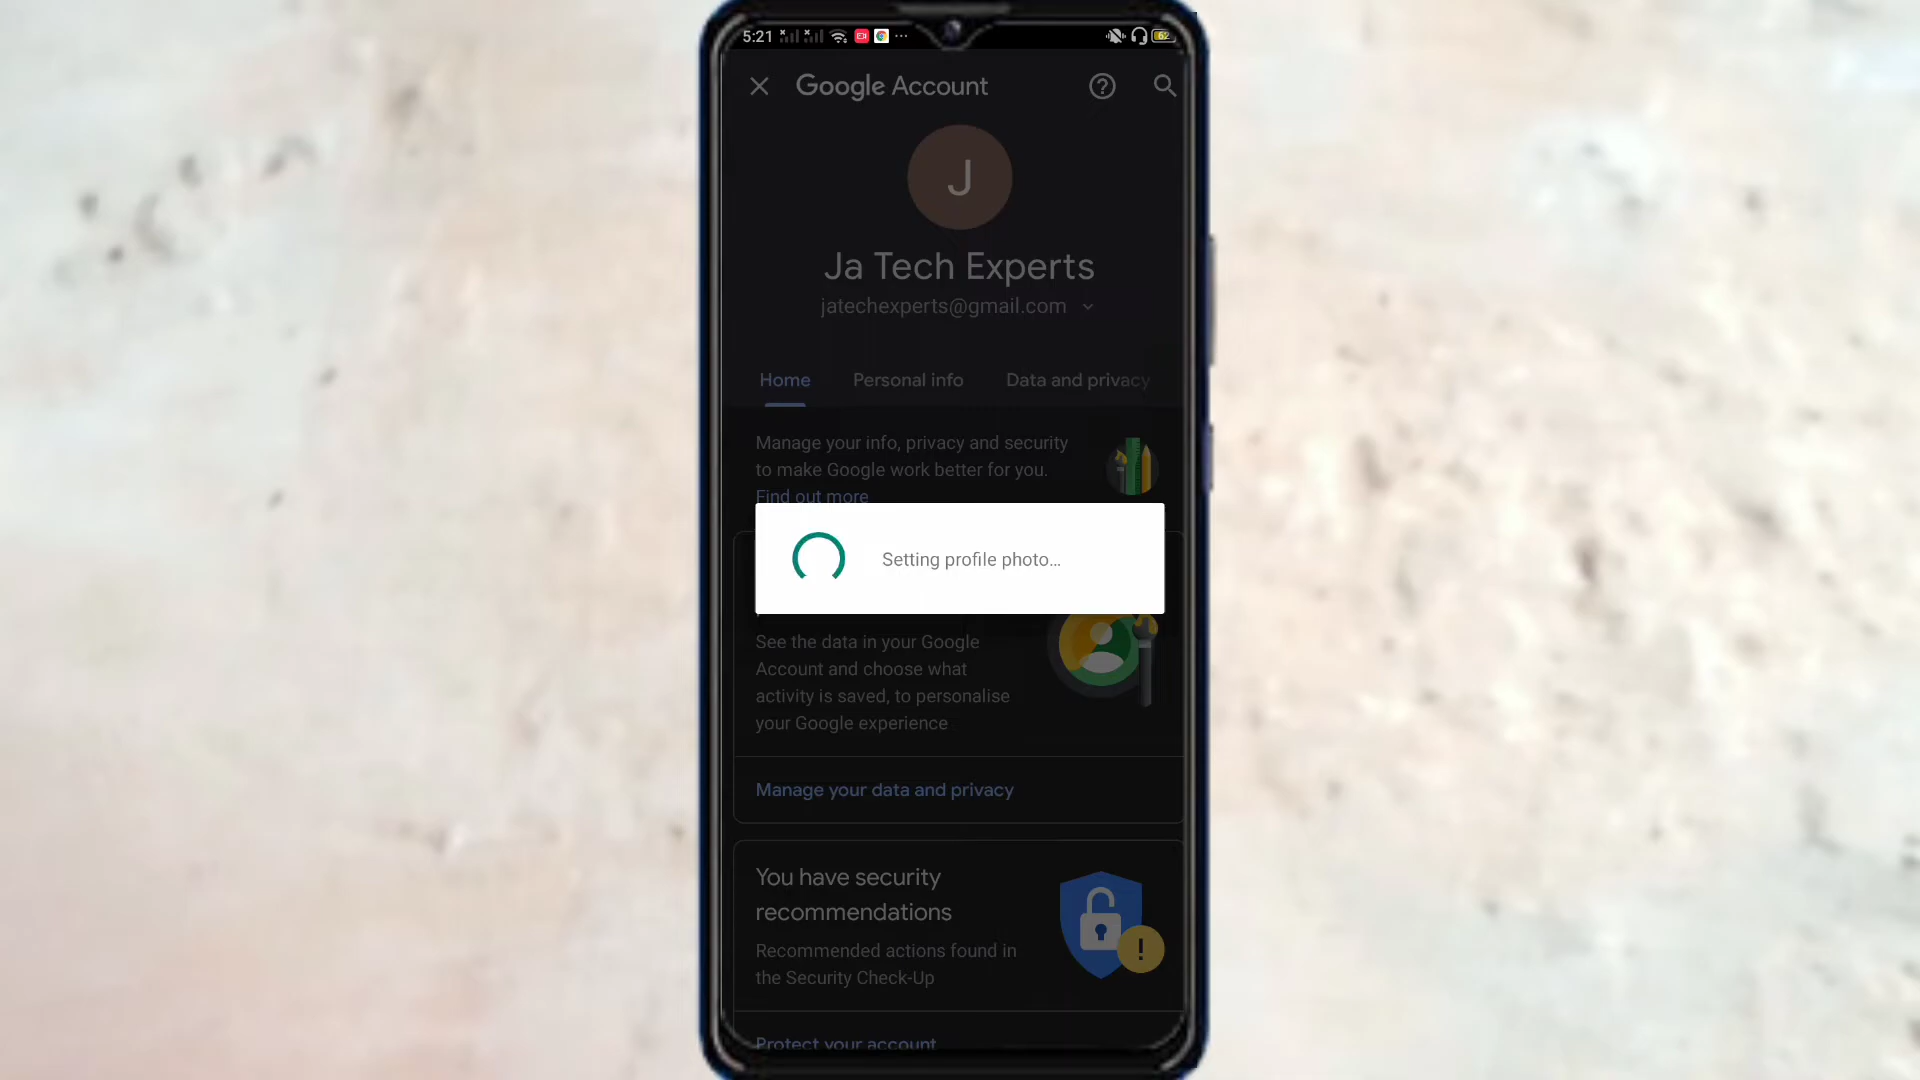 5:21
62
Google Account
J
Ja Tech Experts
jatechexperts@gmail.com
Home Personal info Data and privacy
Manage your info, privacy and security
to make Google work better for you.
Find out more
Setting profile photo...
See the data in your Google
Account and choose what
activity is saved, to personalise
your Google experience
Manage your data and privacy
You have security
recommendations
Recommended actions found in
the Security Check-Up
Protect your account